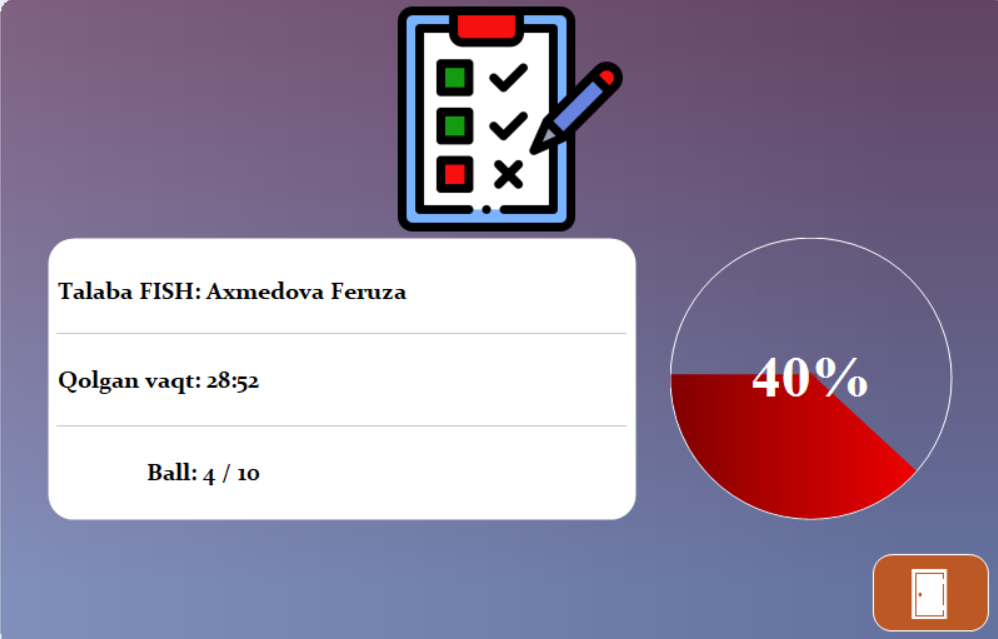 Talaba FISH: Axmedova Feruza
Qolgan vaqt: 28:52
40%
Ball: 4 / 10